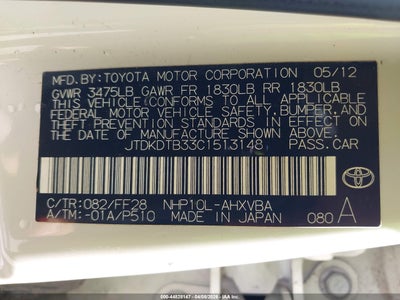 MFD.BY:TOYOTA MOTOR CORPORATION 05/12
GVWR 3475LB GAWR FR 1830LB RR 1830LB
THIS VEHICLE CONFORMS TO ALL APPLICABLE
FEDERAL MOTOR VEHICLE SAFETY, BUMPER, AND
THEFT PREVENTION STANDARDS IN EFFECT ON
THE DATE OF MANUFACTURE SHOWN ABOVE.
JTDKDTB33C1513148 PASS.CAR
C/TR:082/FF28 NHP10L-AHXVBA
A/TM:-01A/P510 MADE IN JAPAN 080 A
TOYOTA